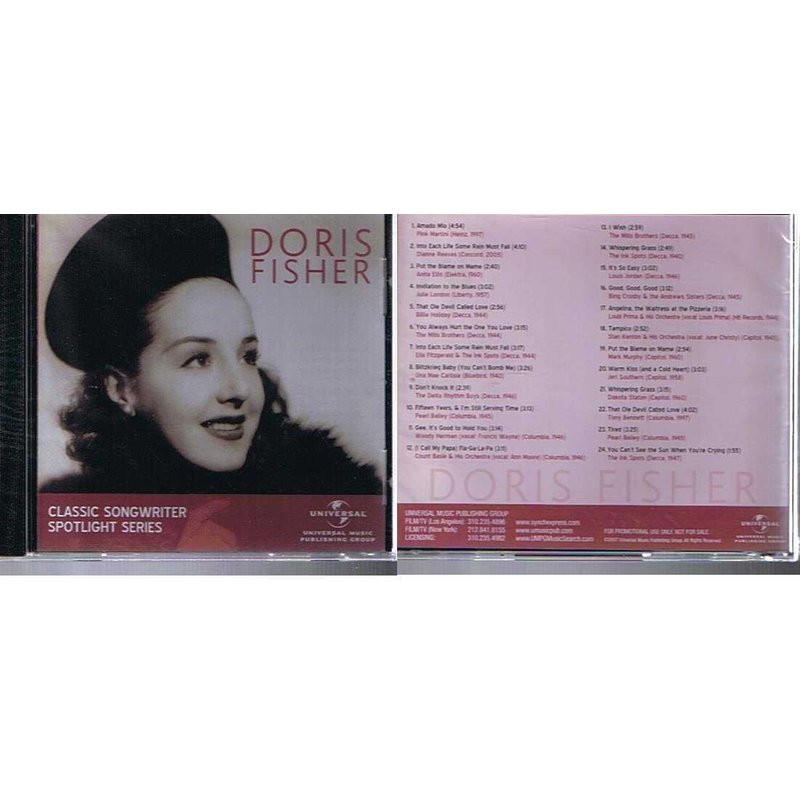 DORIS
FISHER
CLASSIC SONGWRITER
SPOTLIGHT SERIES
UNIVERSAL
UNIVERSAL MUSIC
PUBLISHING GROUP
1. Amado Mio (4:54)
Pink Martini (Heinz, 1997)
2. Into Each Life Some Rain Must Fall (4:10)
Dianne Reeves (Concord, 2003)
3. Put the Blame on Mame (2:40)
Anita Ellis (Elektra, 1960)
4. Invitation to the Blues (3:02)
Julie London (Liberty, 1957)
5. That Ole Devil Called Love (2:56)
Billie Holiday (Decca, 1944)
6. You Always Hurt the One You Love (3:15)
The Mills Brothers (Decca, 1944)
7. Into Each Life Some Rain Must Fall (3:17)
Ella Fitzgerald & The Ink Spots (Decca, 1944)
8. Blitzkrieg Baby (You Can't Bomb Me) (3:26)
Una Mae Carlisle (Bluebird, 1940)
9. Don't Knock It (2:39)
The Delta Rhythm Boys (Decca, 1946)
10. Fifteen Years, & I'm Still Serving Time (3:13)
Pearl Bailey (Columbia, 1945)
11. Gee, It's Good to Hold You (3:14)
Woody Herman (vocal: Francis Wayne) (Columbia, 1946)
12. (I Call My Papa) Fla-Ga-La-Pa (3:11)
Count Basie & His Orchestra (vocal: Ann Moore) (Columbia, 1946)
13. I Wish (2:59)
The Mills Brothers (Decca, 1945)
14. Whispering Grass (2:49)
The Ink Spots (Decca, 1940)
15. It's So Easy (3:02)
Louis Jordan (Decca, 1946)
16. Good, Good, Good (3:12)
Bing Crosby & the Andrews Sisters (Decca, 1945)
17. Angelina, the Waitress at the Pizzeria (3:16)
Louis Prima & His Orchestra (vocal: Louis Prima) (Hit Records, 1944)
18. Tampico (2:52)
Stan Kenton & His Orchestra (vocal: June Christy) (Capitol, 1945)
19. Put the Blame on Mame (2:54)
Mark Murphy (Capitol, 1960)
20. Warm Kiss (and a Cold Heart) (3:03)
Jeri Southern (Capitol, 1958)
21. Whispering Grass (3:15)
Dakota Staton (Capitol, 1960)
22. That Ole Devil Called Love (4:02)
Tony Bennett (Columbia, 1997)
23. Tired (3:25)
Pearl Bailey (Columbia, 1945)
24. You Can't See the Sun When You're Crying (1:55)
The Ink Spots (Decca, 1947)
DORIS FISHER
UNIVERSAL MUSIC PUBLISHING GROUP
FILM/TV (Los Angeles): 310.235.4896 www.synchexpress.com
FILM/TV (New York): 212.841.8155 www.umusicpub.com
LICENSING: 310.235.4982 www.UMPGMusicSearch.com
FOR PROMOTIONAL USE ONLY. NOT FOR SALE.
©2007 Universal Music Publishing Group. All Rights Reserved.
UNIVERSAL
UNIVERSAL MUSIC
PUBLISHING GROUP